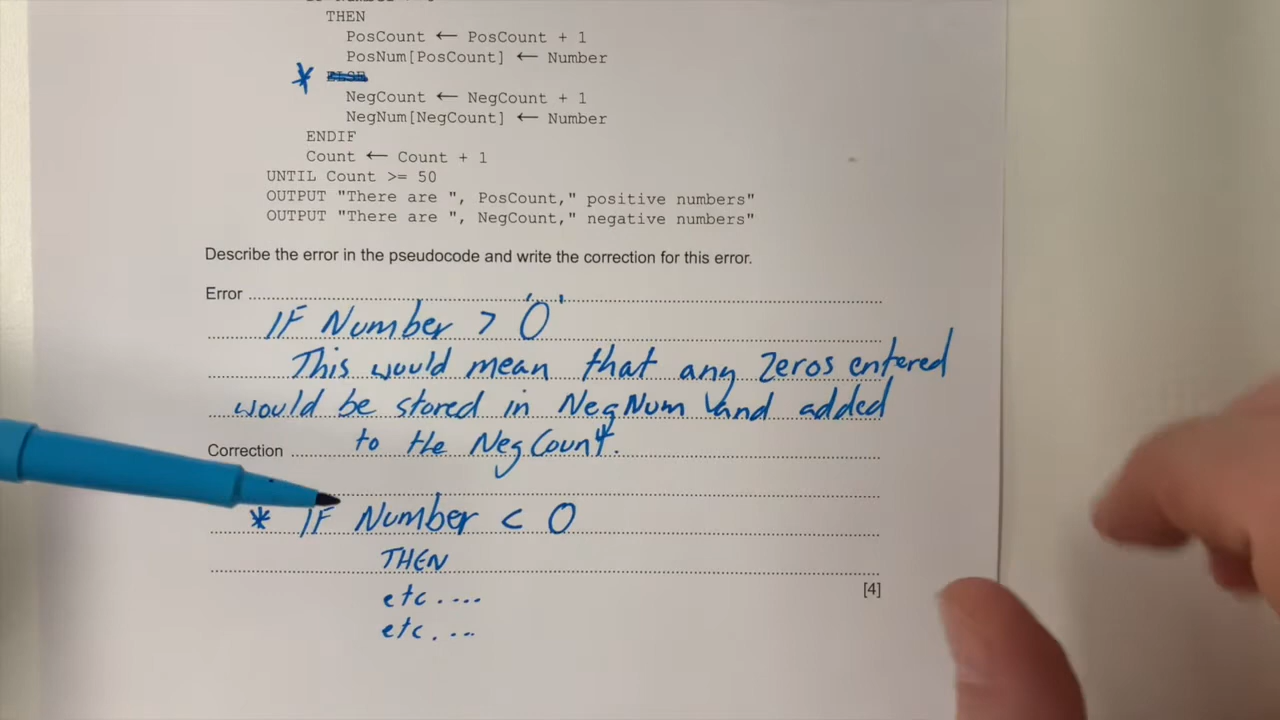 THEN
PosCount ← PosCount + 1
PosNum[PosCount] ← Number
* ELSE
NegCount ← NegCount + 1
NegNum[NegCount] ← Number
ENDIF
Count ← Count + 1
UNTIL Count >= 50
OUTPUT "There are ", PosCount," positive numbers"
OUTPUT "There are ", NegCount," negative numbers"
Describe the error in the pseudocode and write the correction for this error.
Error
IF Number > '0'
This would mean that any zeros entered
would be stored in NegNum and added
to the NegCount.
Correction
* IF Number < 0
THEN
etc....
etc....
[4]